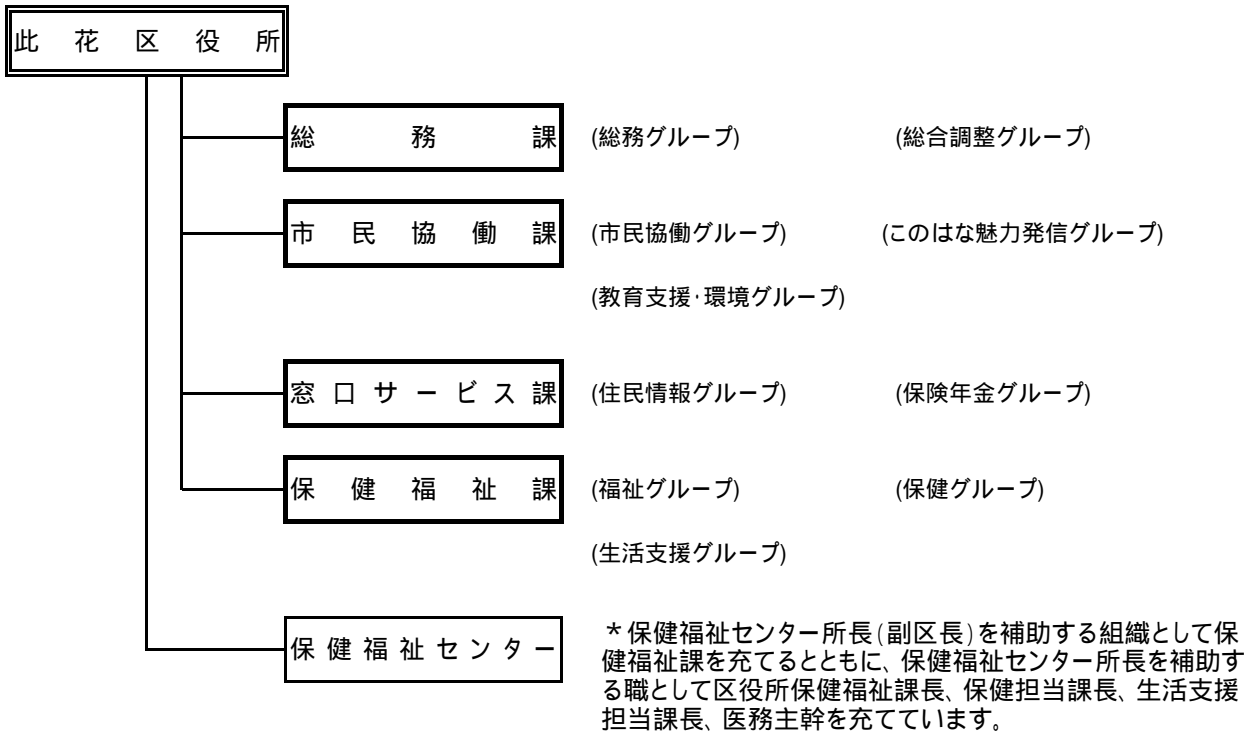 此花区役所
総務課 (総務グループ) (総合調整グループ)
市民協働課 (市民協働グループ) (このはな魅力発信グループ)
(教育支援・環境グループ)
窓口サービス課 (住民情報グループ) (保険年金グループ)
保健福祉課 (福祉グループ) (保健グループ)
(生活支援グループ)
保健福祉センター
＊保健福祉センター所長(副区長)を補助する組織として保
健福祉課を充てるとともに、保健福祉センター所長を補助す
る職として区役所保健福祉課長、保健担当課長、生活支援
担当課長、医務主幹を充てています。